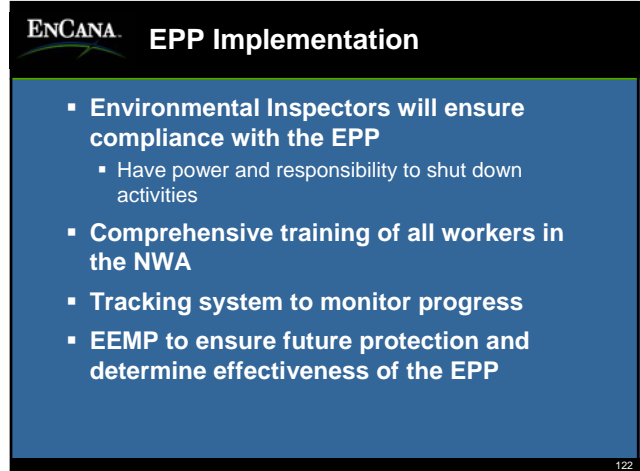 ENCANA.
EPP Implementation
▪ Environmental Inspectors will ensure
compliance with the EPP
▪ Have power and responsibility to shut down
activities
▪ Comprehensive training of all workers in
the NWA
▪ Tracking system to monitor progress
▪ EEMP to ensure future protection and
determine effectiveness of the EPP
122